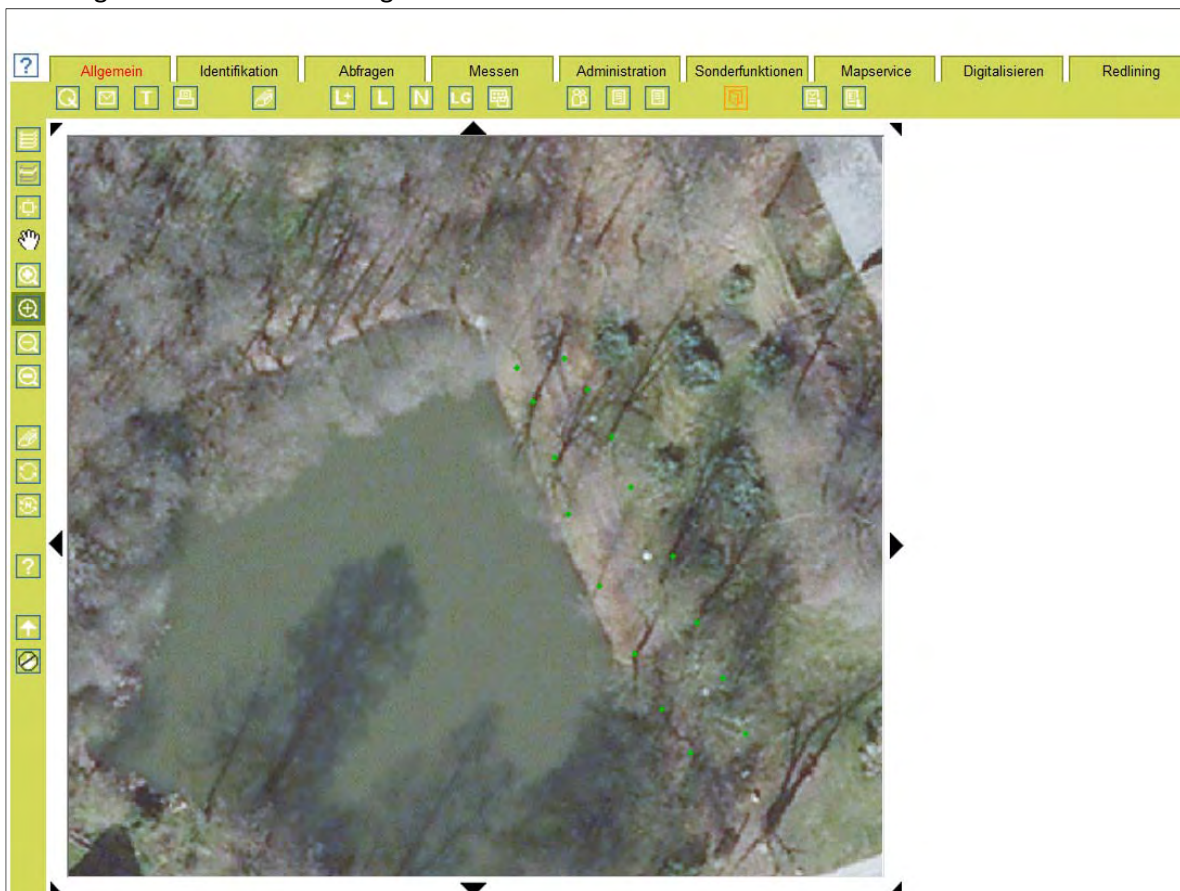 ?
Allgemein Identifikation Abfragen Messen Administration Sonderfunktionen Mapservice Digitalisieren Redlining
T L+ L N LG
?